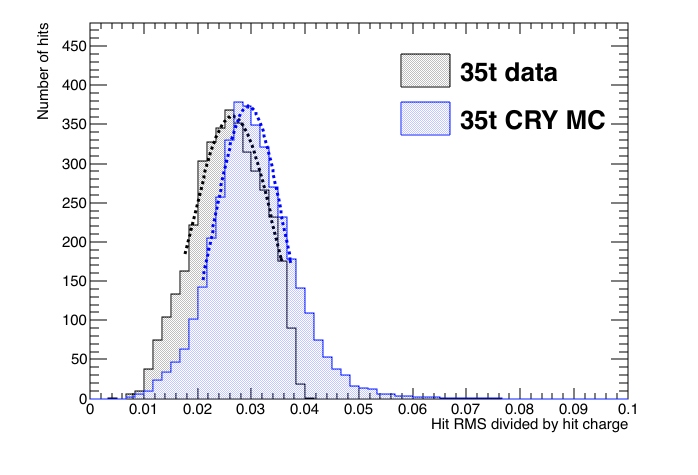 Number of hits
450
400
350
300
250
200
150
100
50
0
35t data
35t CRY MC
0 0.01 0.02 0.03 0.04 0.05 0.06 0.07 0.08 0.09 0.1
Hit RMS divided by hit charge